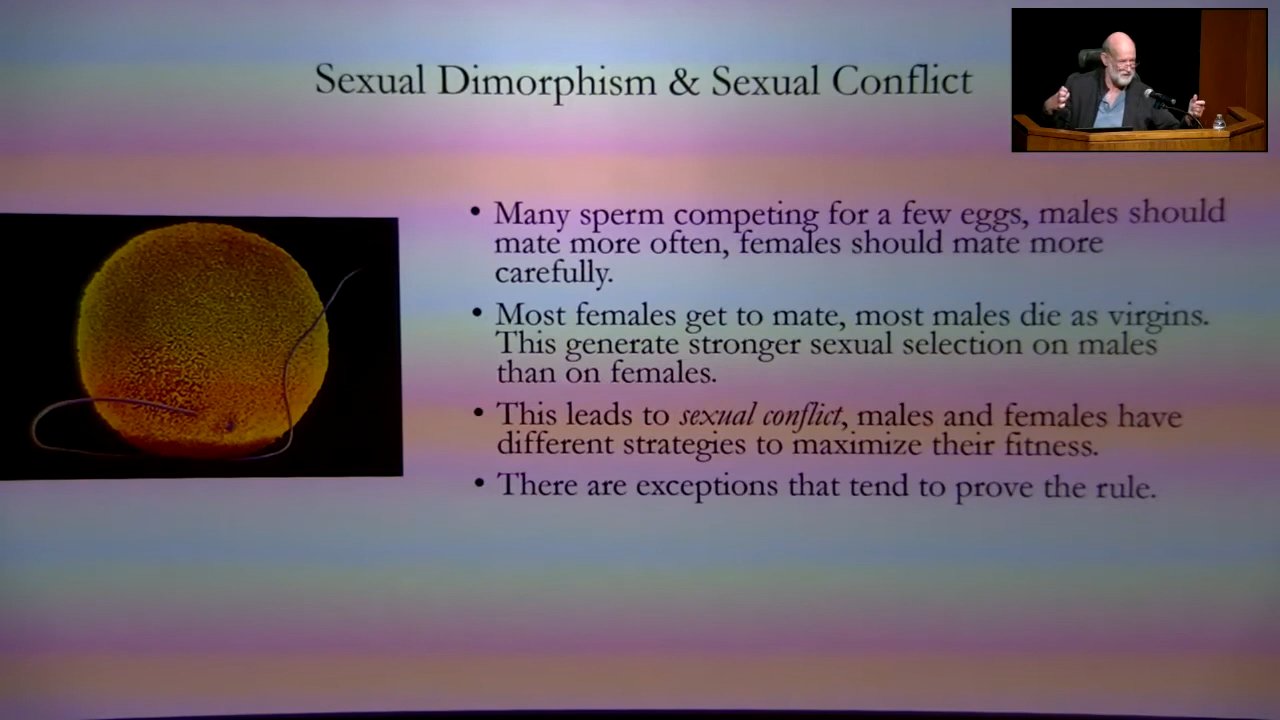 Sexual Dimorphism & Sexual Conflict
• Many sperm competing for a few eggs, males should
mate more often, females should mate more
carefully.
• Most females get to mate, most males die as virgins.
This generate stronger sexual selection on males
than on females.
• This leads to sexual conflict, males and females have
different strategies to maximize their fitness.
• There are exceptions that tend to prove the rule.